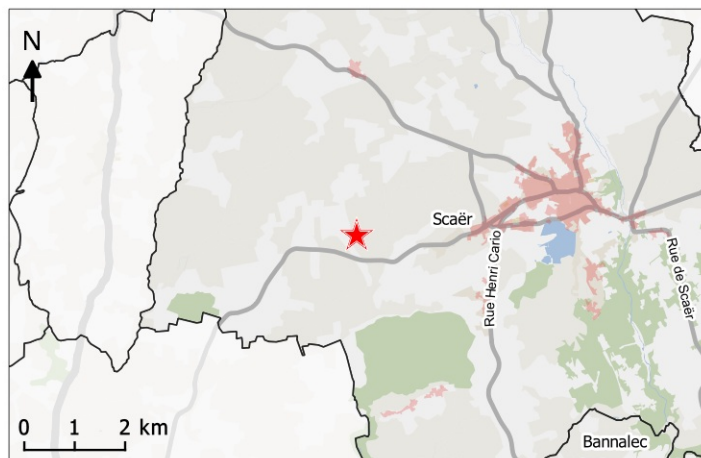 N
Scaër
Rue Henri Cario
Rue de Scaër
Bannalec
0 1 2 km